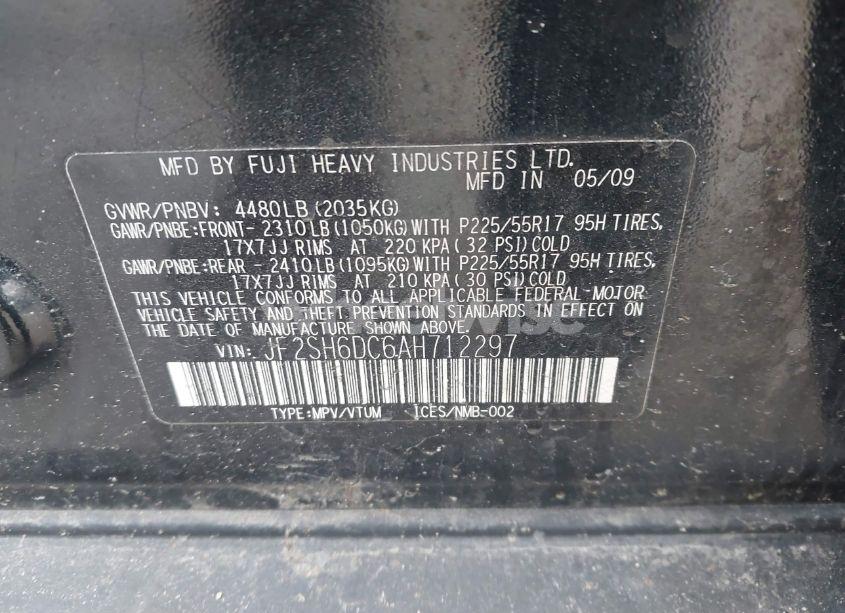 MFD BY FUJI HEAVY INDUSTRIES LTD.
MFD IN 05/09
GVWR/PNBV: 4480LB(2035KG)
GAWR/PNBE:FRONT- 2310LB(1050KG)WITH P225/55R17 95H TIRES,
17X7JJ RIMS AT 220 KPA( 32 PSI)COLD
GAWR/PNBE:REAR - 2410LB(1095KG)WITH P225/55R17 95H TIRES,
17X7JJ RIMS AT 210 KPA( 30 PSI)COLD
THIS VEHICLE CONFORMS TO ALL APPLICABLE FEDERAL MOTOR
VEHICLE SAFETY AND THEFT PREVENTION STANDARDS IN EFFECT ON
THE DATE OF MANUFACTURE SHOWN ABOVE.
VIN: JF2SH6DC6AH712297
TYPE:MPV/VTUM ICES/NMB-002